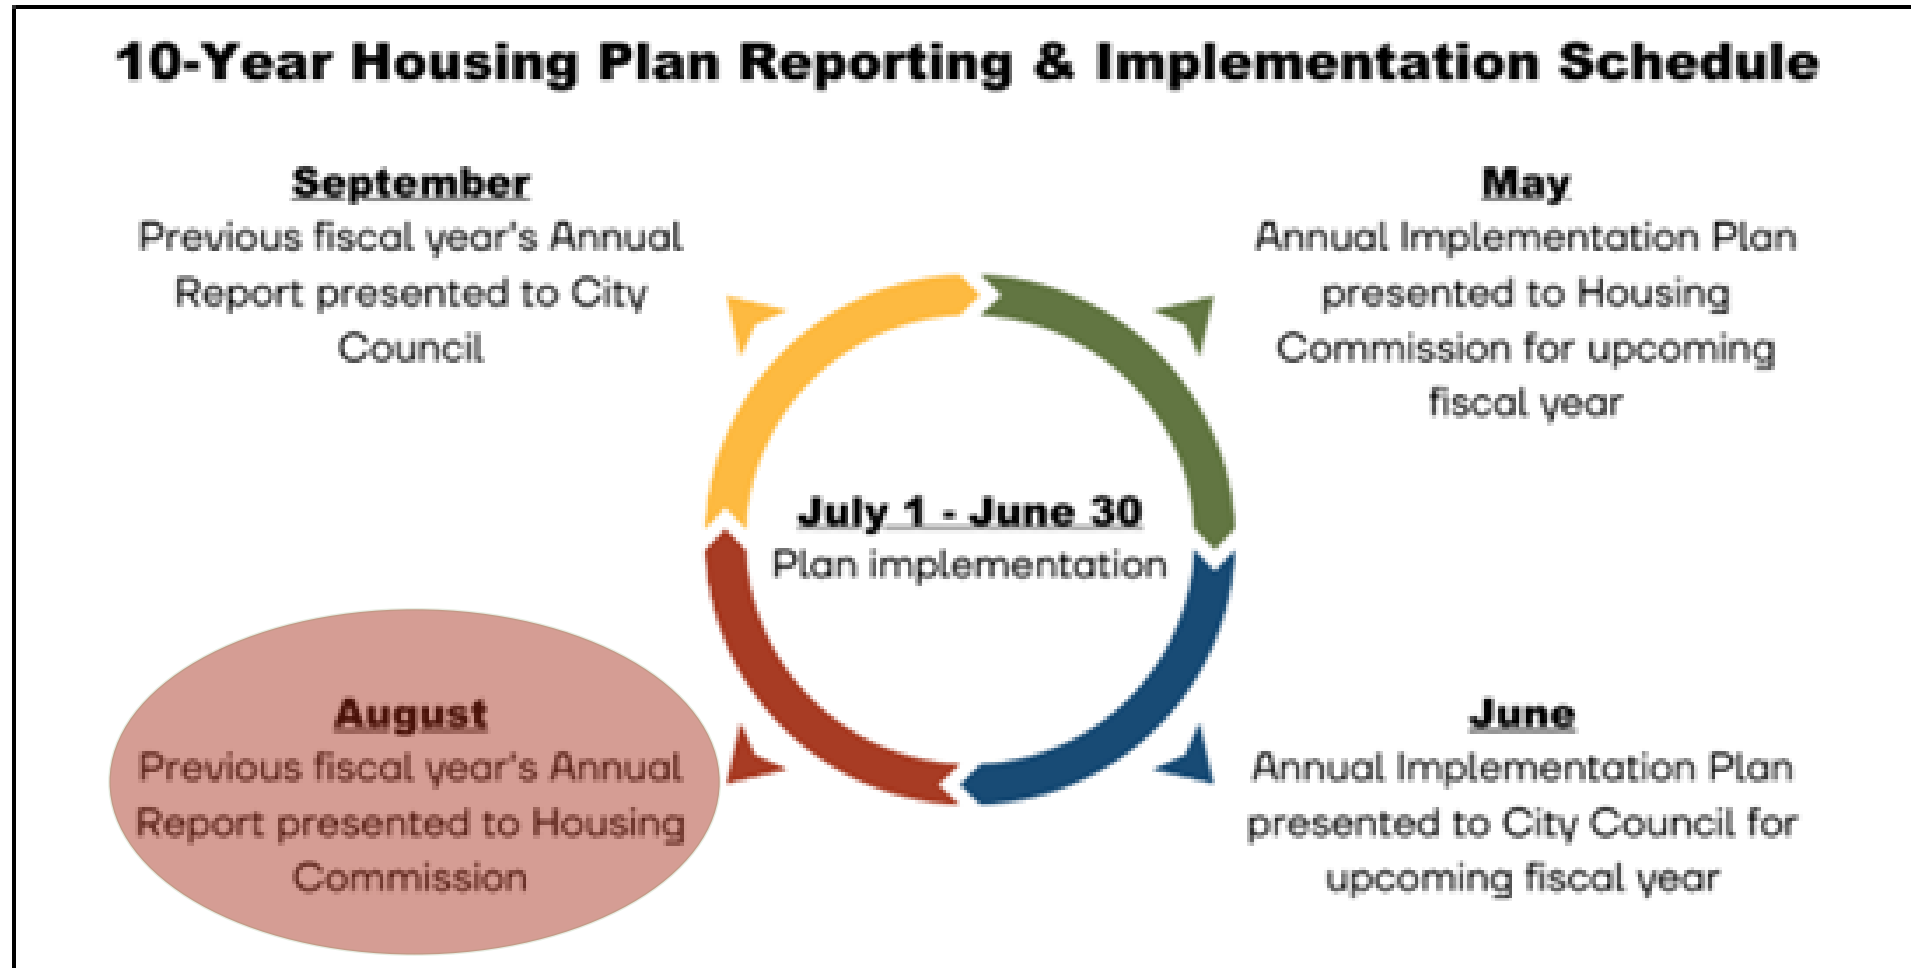 10-Year Housing Plan Reporting & Implementation Schedule
September
Previous fiscal year's Annual
Report presented to City
Council
May
Annual Implementation Plan
presented to Housing
Commission for upcoming
fiscal year
July 1 - June 30
Plan implementation
August
Previous fiscal year's Annual
Report presented to Housing
Commission
June
Annual Implementation Plan
presented to City Council for
upcoming fiscal year